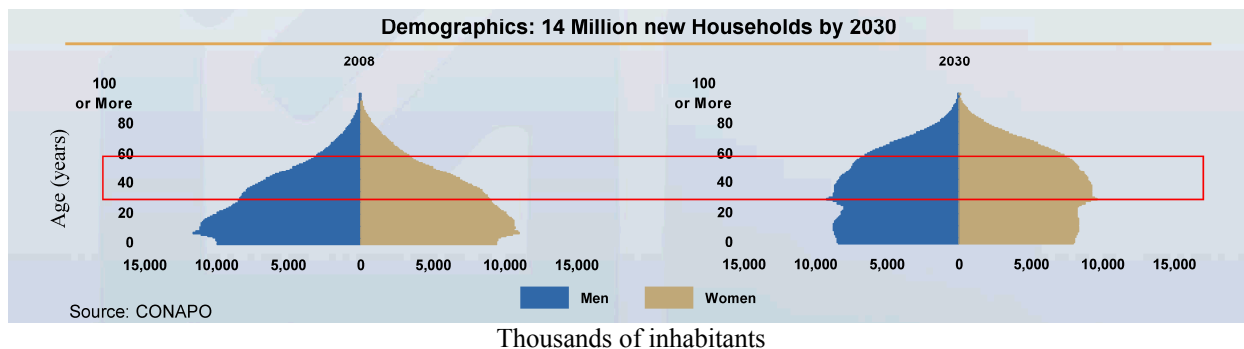 Demographics: 14 Million new Households by 2030
2008
2030
100
or More
80
60
40
20
0
Age (years)
15,000 10,000 5,000 0 5,000 10,000 15,000
100
or More
80
60
40
20
0
15,000 10,000 5,000 0 5,000 10,000 15,000
Men
Women
Source: CONAPO
Thousands of inhabitants